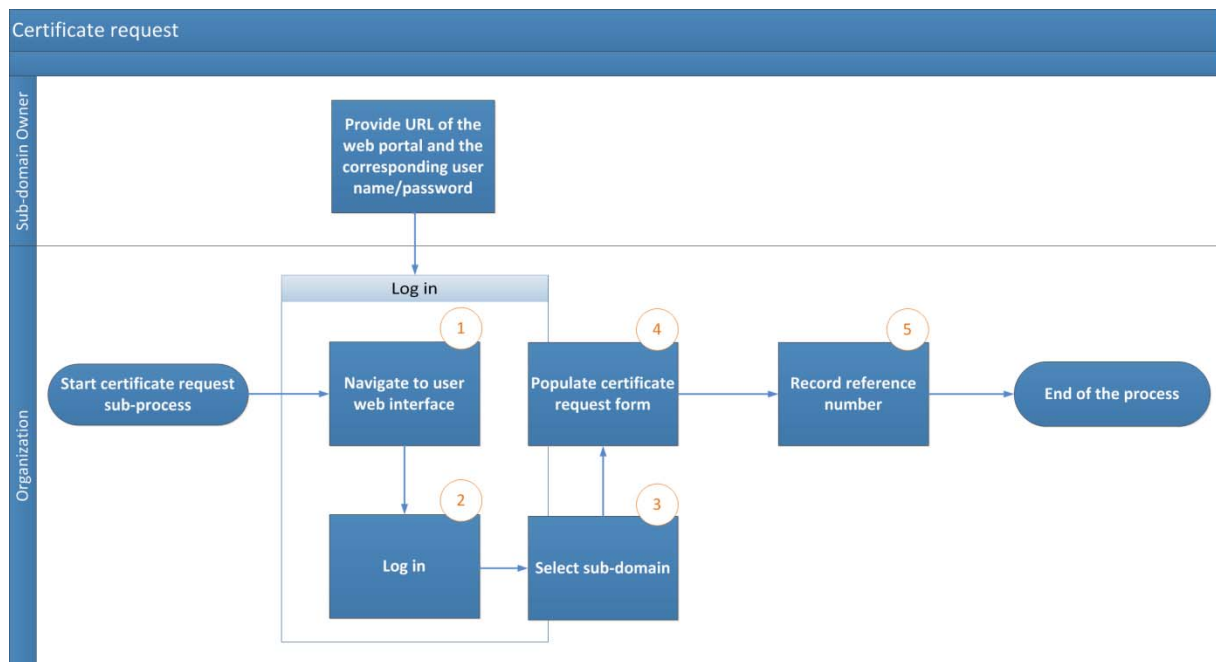 Certificate request
Sub-domain Owner
Provide URL of the
web portal and the
corresponding user
name/password
Organization
Log in
1
4
5
Start certificate request
sub-process
Navigate to user
web interface
Populate certificate
request form
Record reference
number
End of the process
2
3
Log in
Select sub-domain